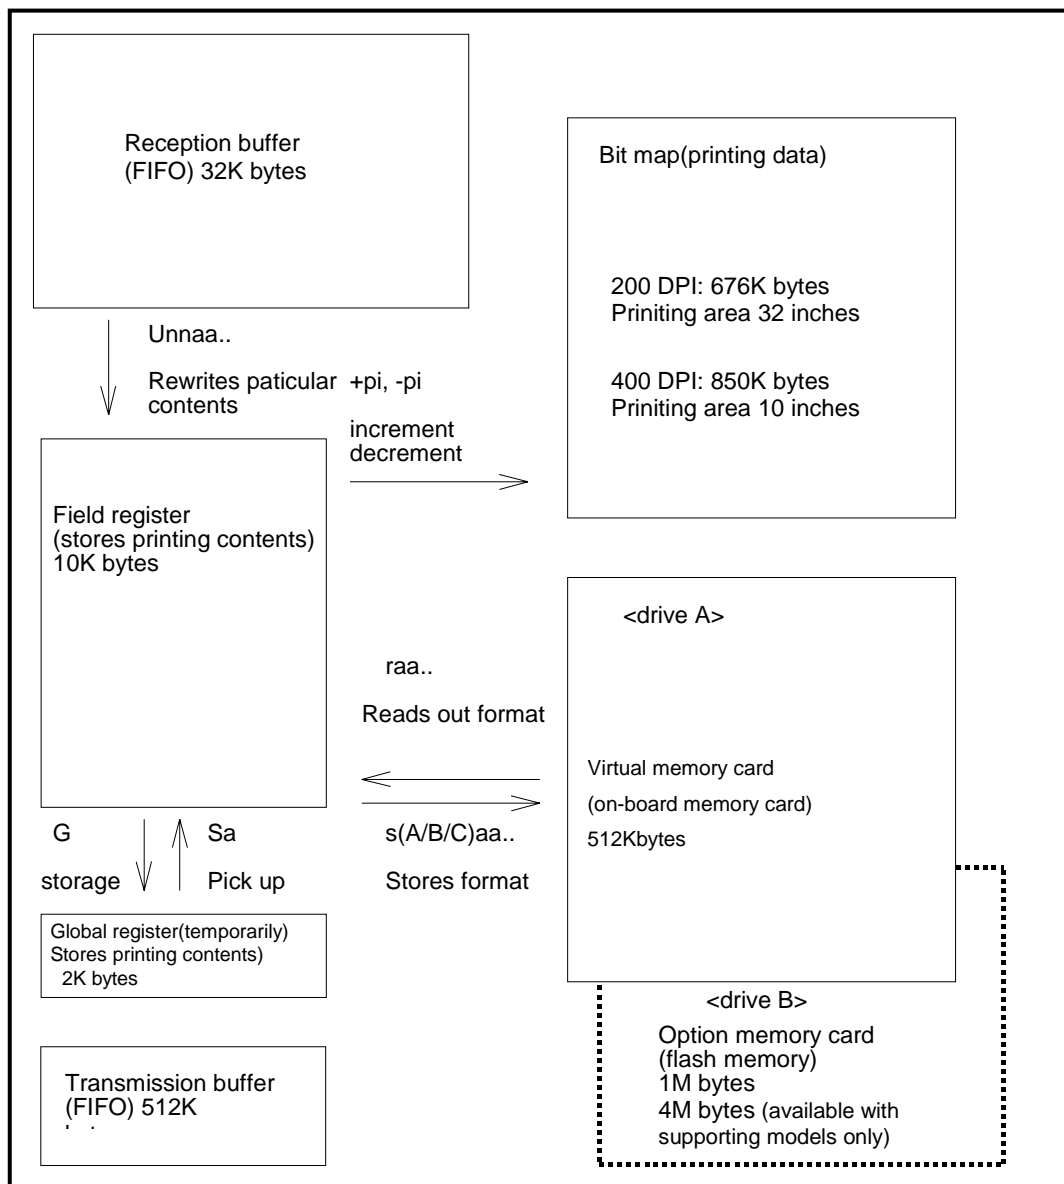 Reception buffer
(FIFO) 32K bytes
Bit map(printing data)
200 DPI: 676K bytes
Priniting area 32 inches
400 DPI: 850K bytes
Priniting area 10 inches
Unnaa..
Rewrites paticular
contents
+pi, -pi
increment
decrement
Field register
(stores printing contents)
10K bytes
<drive A>
raa..
Reads out format
Virtual memory card
(on-board memory card)
512Kbytes
G
storage
Sa
Pick up
s(A/B/C)aa..
Stores format
Global register(temporarily)
Stores printing contents)
2K bytes
<drive B>
Option memory card
(flash memory)
1M bytes
4M bytes (available with
supporting models only)
Transmission buffer
(FIFO) 512K